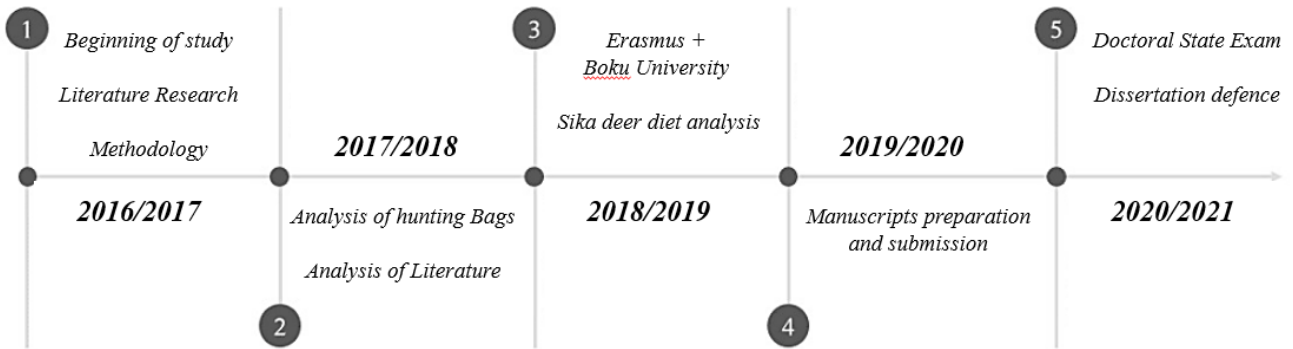 1
Beginning of study
Literature Research
Methodology
2016/2017
2017/2018
Analysis of hunting Bags
Analysis of Literature
2
3
Erasmus +
Boku University
Sika deer diet analysis
2018/2019
2019/2020
Manuscripts preparation
and submission
4
5
Doctoral State Exam
Dissertation defence
2020/2021